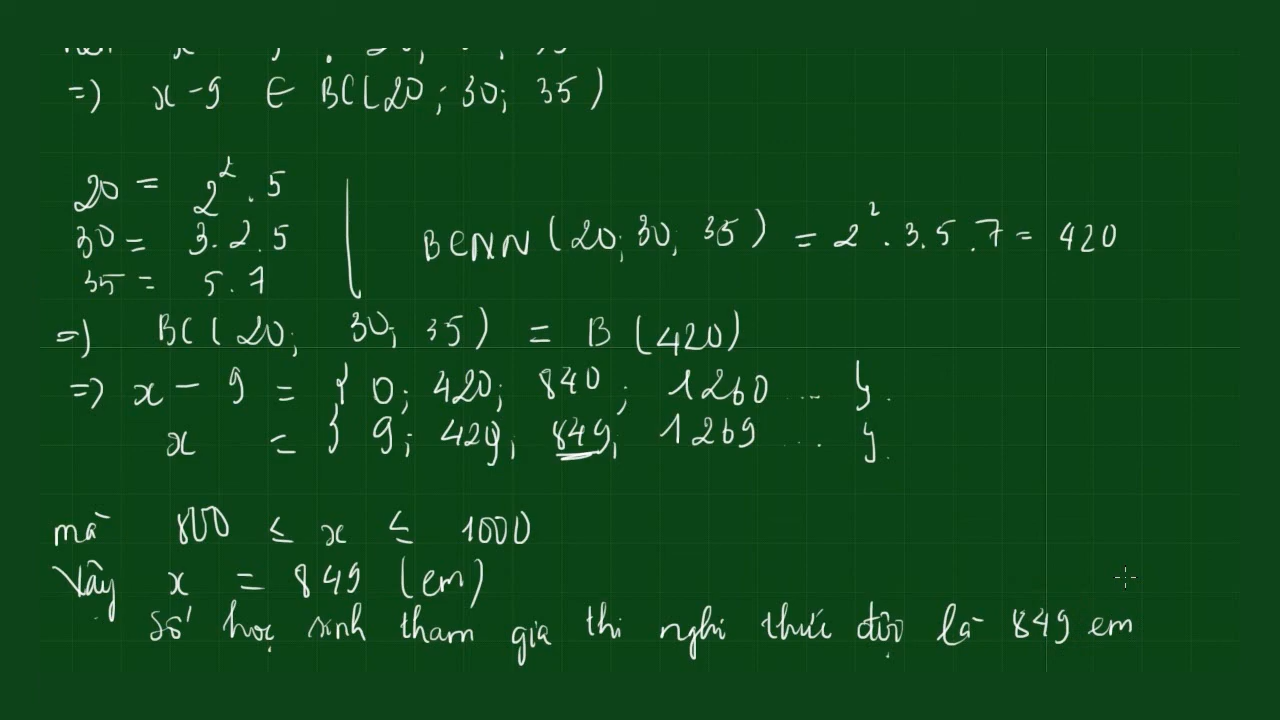 =) x - 9 ∈ BC(20; 30; 35)
20 = 2². 5
30 = 3. 2. 5
35 = 5. 7
BCNN (20; 30; 35) = 2². 3. 5. 7 = 420
=) BC(20; 30; 35) = B (420)
=> x - 9 = { 0; 420; 840; 1260 ... }.
x = } 9; 429; 849; 1269 ... }.
mà 800 ≤ x ≤ 1000
Vậy x = 849 (em)
Số học sinh tham gia thi nghi thức đội là 849 em